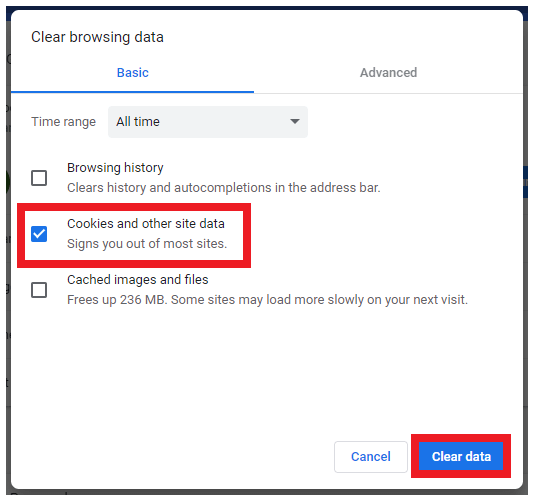 Clear browsing data
Basic
Advanced
Time range
All time
Browsing history
Clears history and autocompletions in the address bar.
Cookies and other site data
Signs you out of most sites.
Cached images and files
Frees up 236 MB. Some sites may load more slowly on your next visit.
Cancel
Clear data